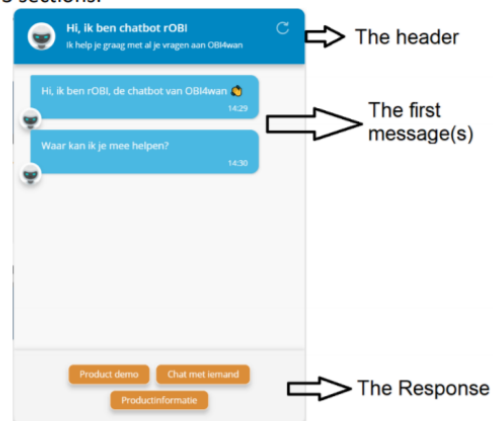 sections.
Hi, ik ben chatbot rOBI
Ik help je graag met al je vragen aan OBI4wan
The header
Hi, ik ben rOBI, de chatbot van OBI4wan
14:29
The first
message(s)
Waar kan ik je mee helpen?
14:30
Product demo
Chat met iemand
The Response
Productinformatie